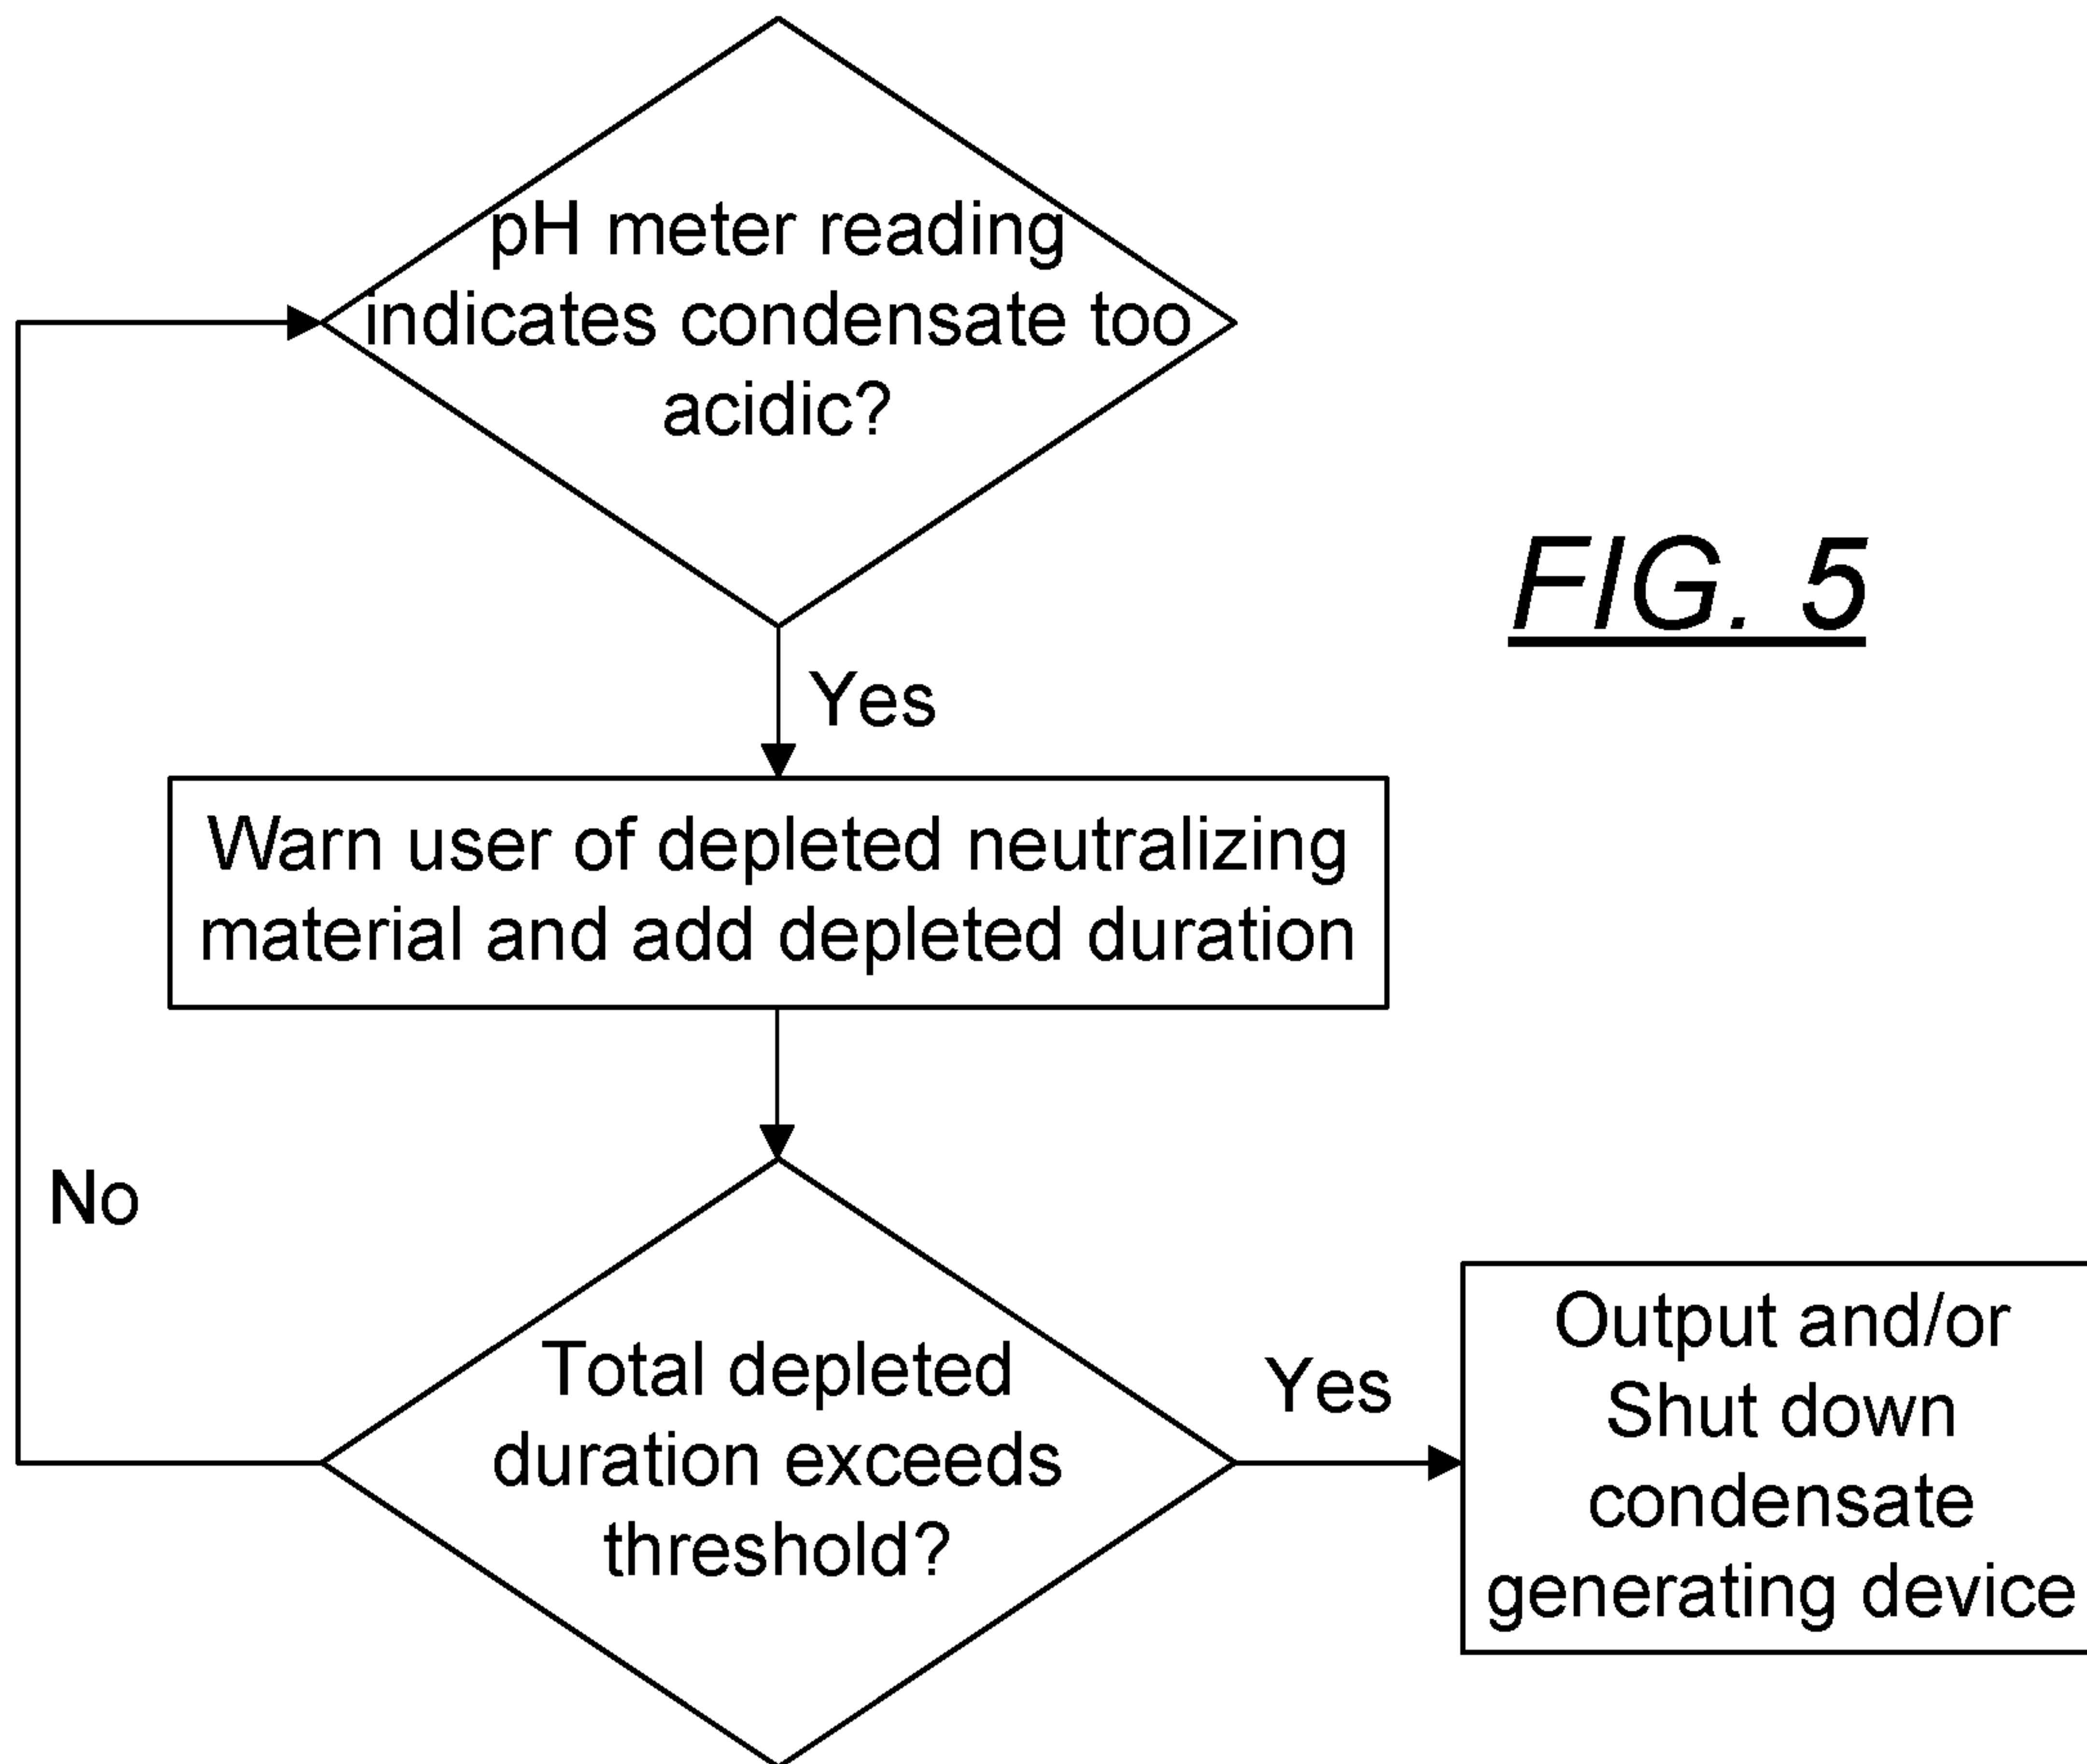 pH meter reading
indicates condensate too
acidic?
FIG. 5
Yes
Warn user of depleted neutralizing
material and add depleted duration
No
Total depleted
duration exceeds
threshold?
Yes
Output and/or
Shut down
condensate
generating device